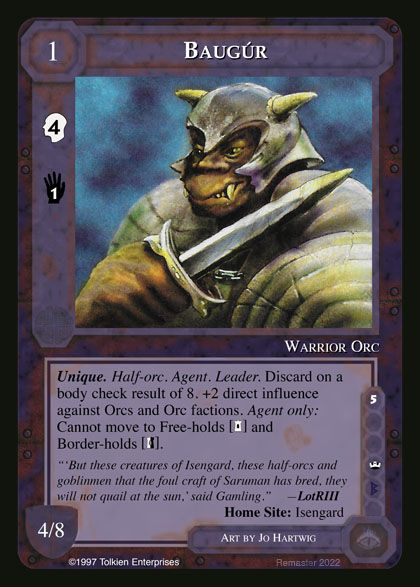 1
BAUGÚR
4
1
WARRIOR ORC
Unique. Half-orc. Agent. Leader. Discard on a
body check result of 8. +2 direct influence
against Orcs and Orc factions. Agent only:
Cannot move to Free-holds [] and
Border-holds [].
5
“‘But these creatures of Isengard, these half-orcs and
goblinmen that the foul craft of Saruman has bred, they
will not quail at the sun,’ said Gamling.” —LotRIII
Home Site: Isengard
4/8
ART BY JO HARTWIG
©1997 Tolkien Enterprises
Remaster 2022